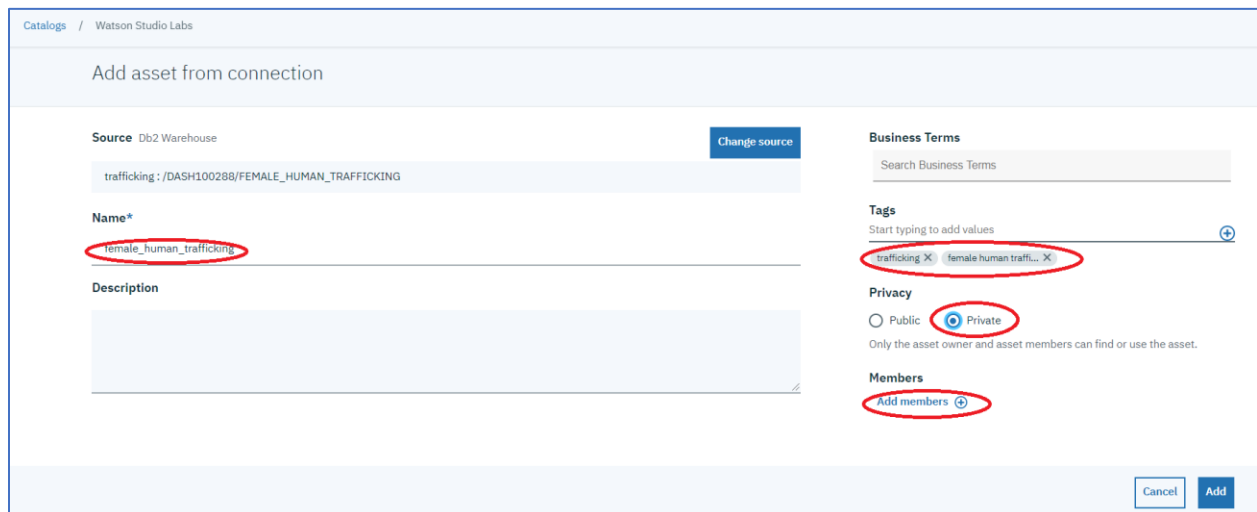 Catalogs / Watson Studio Labs
Add asset from connection
Source Db2 Warehouse
Change source
trafficking : /DASH100288/FEMALE_HUMAN_TRAFFICKING
Name*
female_human_trafficking
Description
Business Terms
Search Business Terms
Tags
Start typing to add values
trafficking X female human traffi... X
Privacy
Public Private
Only the asset owner and asset members can find or use the asset.
Members
Add members
Cancel Add